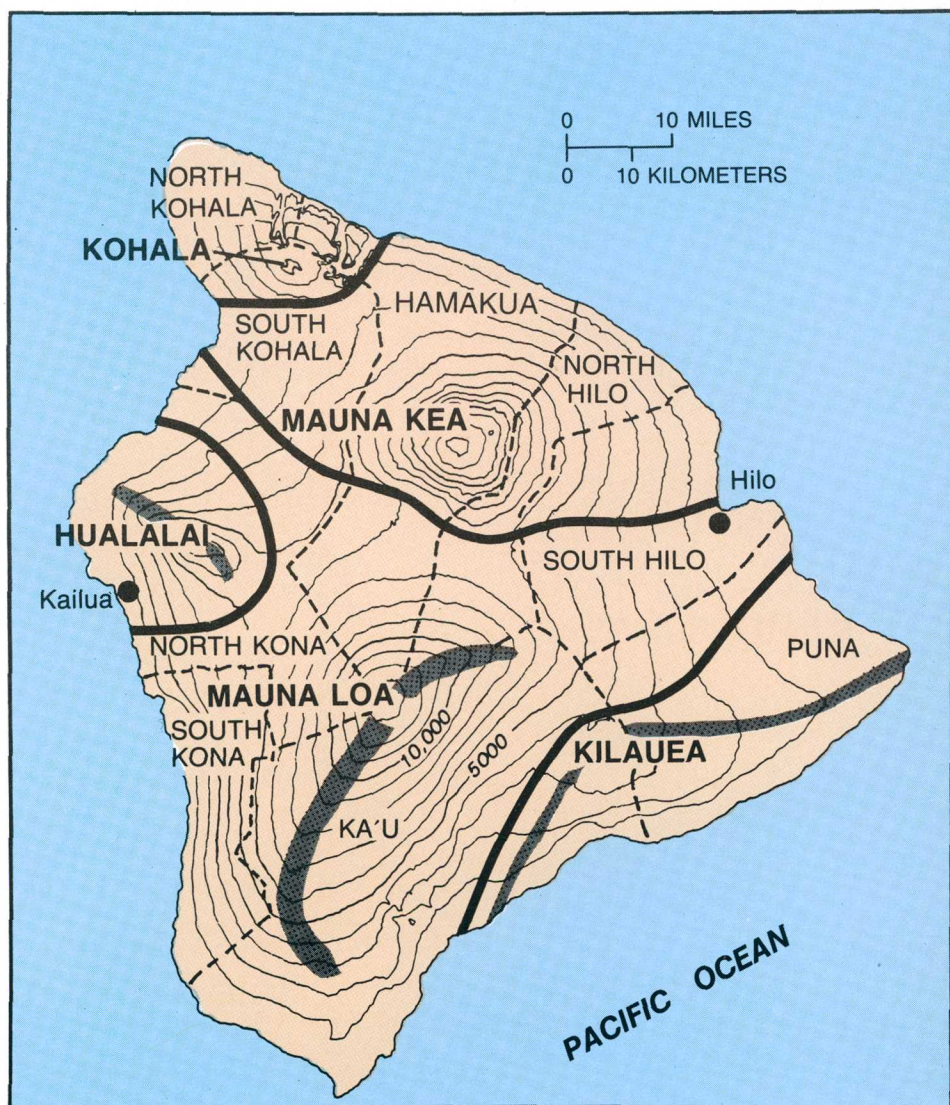 0 10 MILES
0 10 KILOMETERS
NORTH
KOHALA
KOHALA
HAMAKUA
SOUTH
KOHALA
NORTH
HILO
MAUNA KEA
Hilo
HUALALAI
SOUTH HILO
Kailua
NORTH KONA
PUNA
MAUNA LOA
SOUTH
KONA
10,000
5000
KILAUEA
KA'U
PACIFIC OCEAN